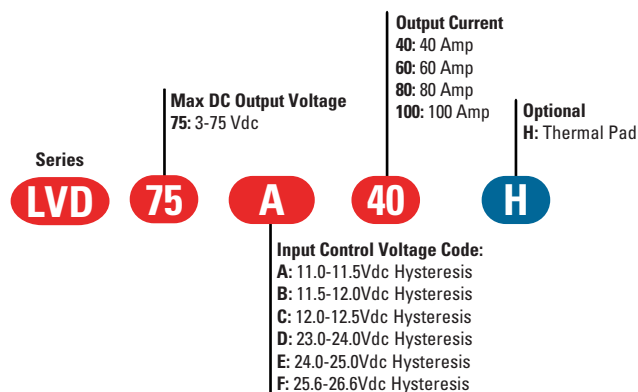 Output Current
40: 40 Amp
60: 60 Amp
80: 80 Amp
100: 100 Amp
Max DC Output Voltage
75: 3-75 Vdc
Optional
H: Thermal Pad
Series
LVD 75 A 40 H
Input Control Voltage Code:
A: 11.0-11.5Vdc Hysteresis
B: 11.5-12.0Vdc Hysteresis
C: 12.0-12.5Vdc Hysteresis
D: 23.0-24.0Vdc Hysteresis
E: 24.0-25.0Vdc Hysteresis
F: 25.6-26.6Vdc Hysteresis